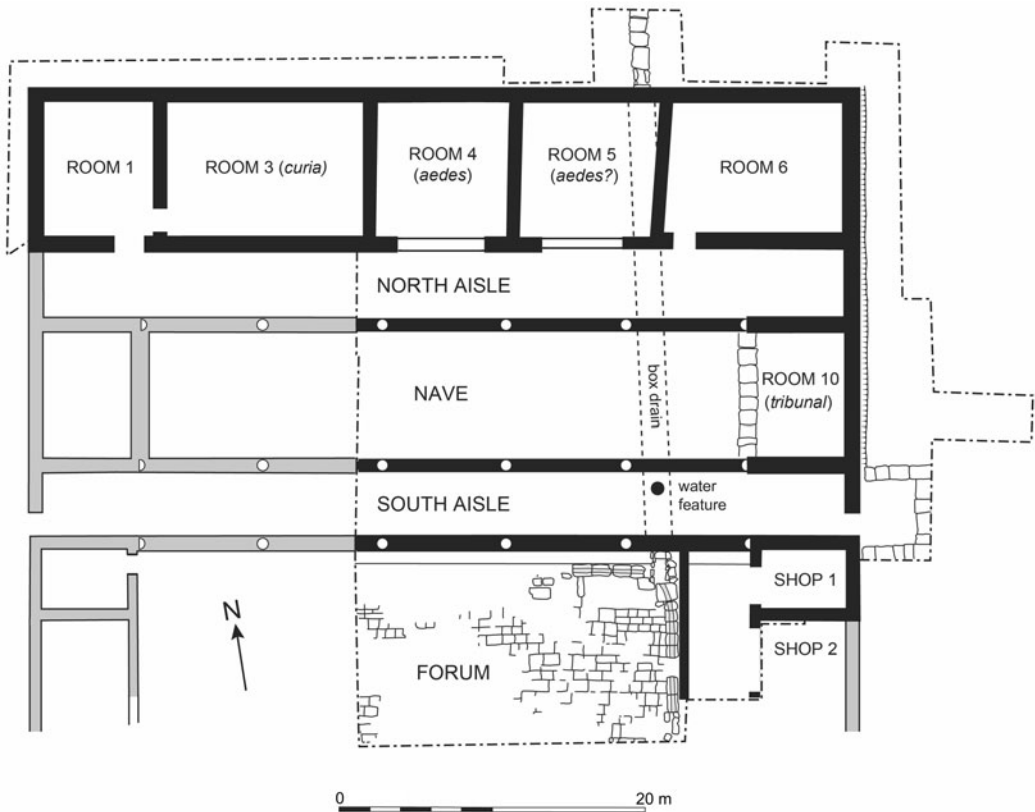 ROOM 1
ROOM 3 (curia)
ROOM 4
(aedes)
ROOM 5
(aedes?)
ROOM 6
NORTH AISLE
NAVE
box drain
ROOM 10
(tribunal)
SOUTH AISLE
water
feature
N
FORUM
SHOP 1
SHOP 2
0
20 m